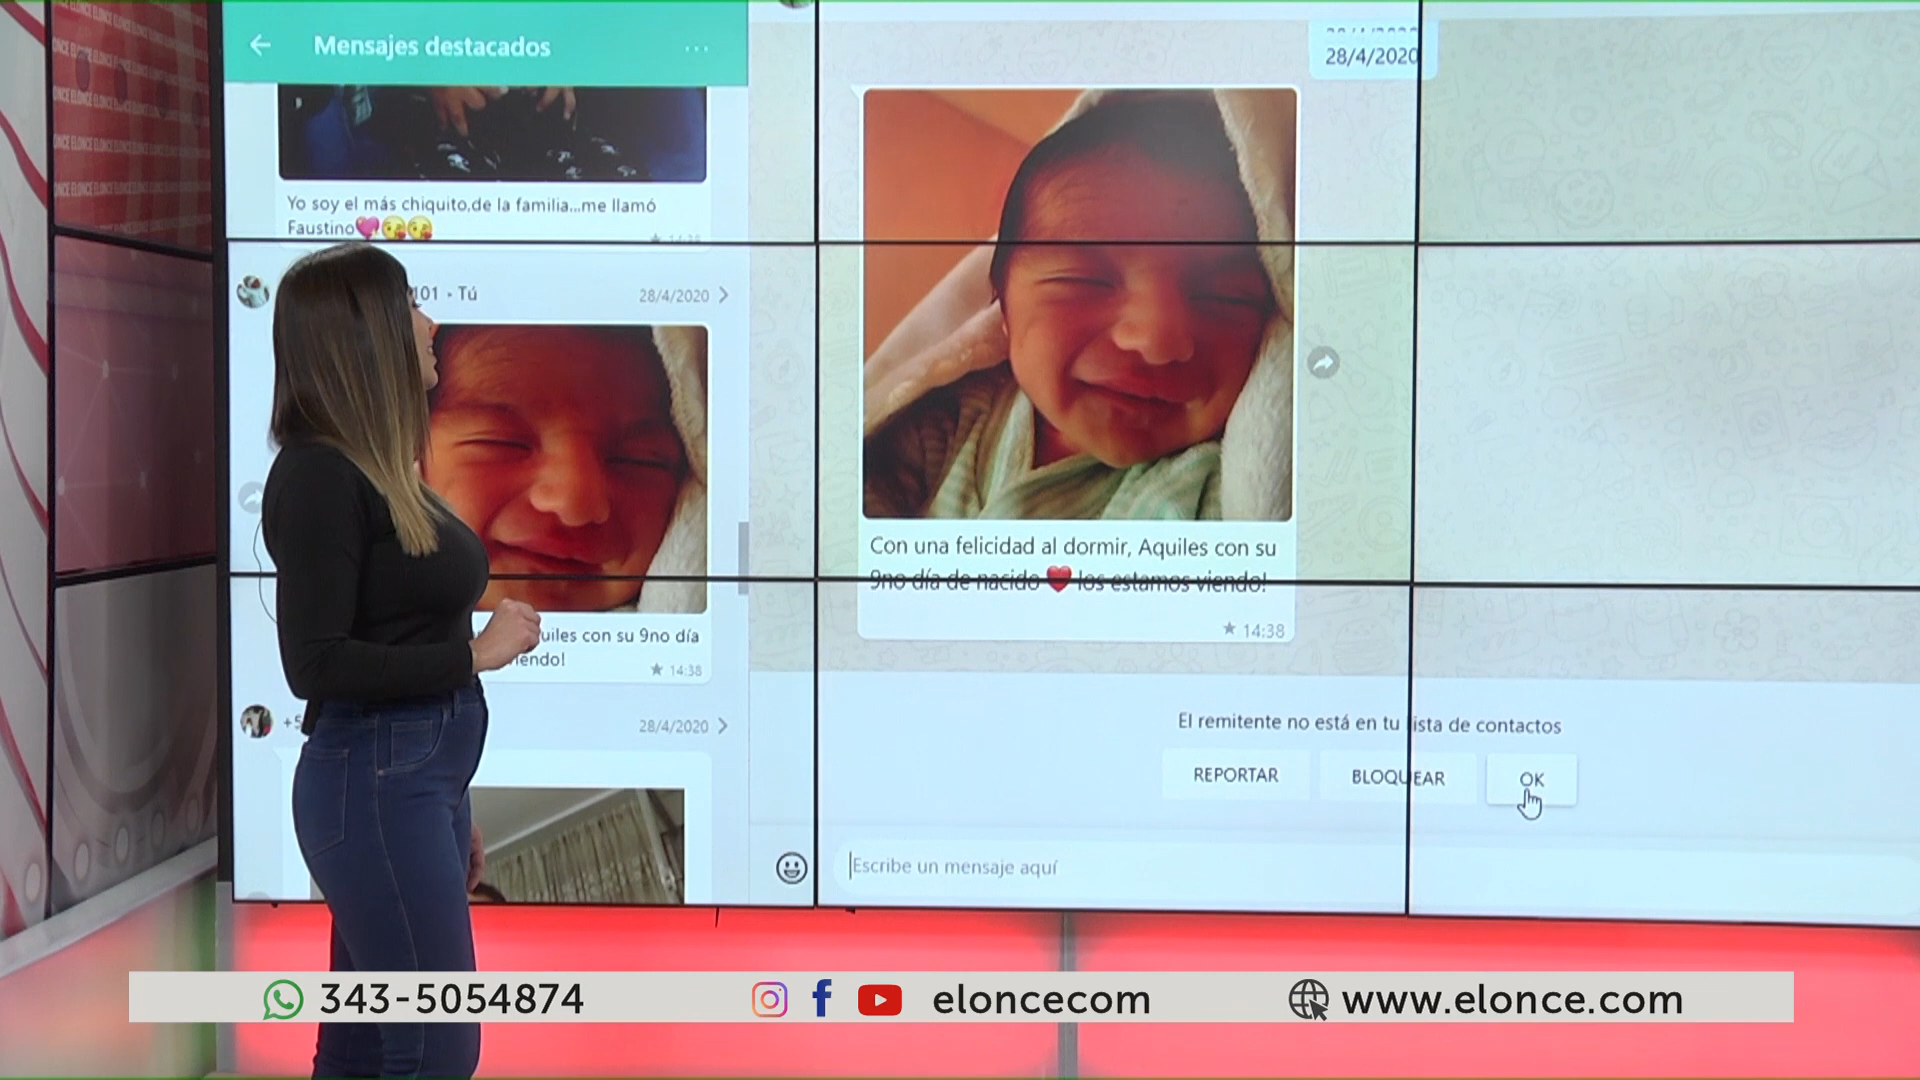 Mensajes destacados
28/4/2020
Yo soy el más chiquito,de la familia...me llamó
Faustino💖😘😘
14:38
101 • Tú
28/4/2020
uiles con su 9no día
iendo!
14:38
28/4/2020
Con una felicidad al dormir, Aquiles con su
9no día de nacido ❤️ los estamos viendo!
14:38
El remitente no está en tu lista de contactos
REPORTAR
BLOQUEAR
OK
Escribe un mensaje aquí
343-5054874
eloncecom
www.elonce.com